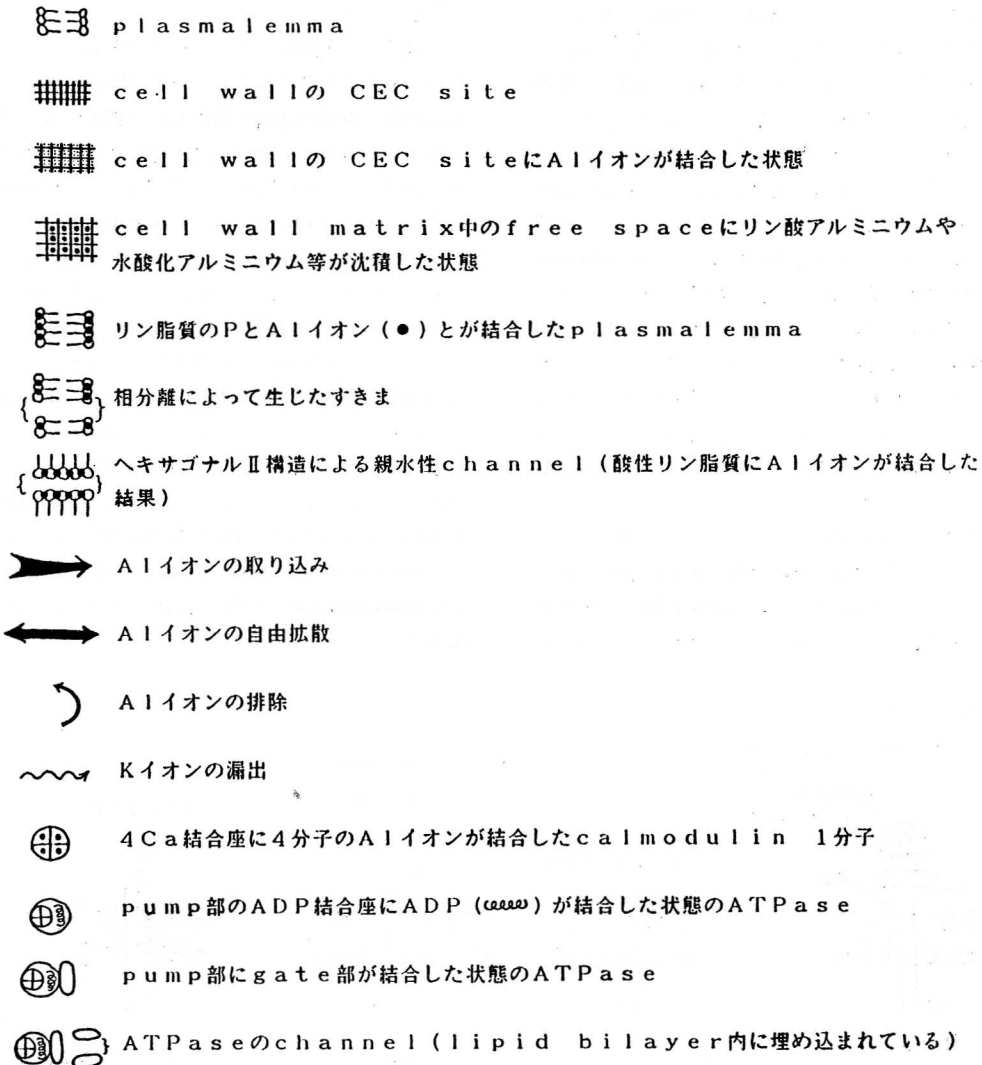 plasmalemma
cell wallの CEC site
cell wallの CEC siteにAlイオンが結合した状態
cell wall matrix中のfree spaceにリン酸アルミニウムや
水酸化アルミニウム等が沈積した状態
リン脂質のPとAlイオン(●)とが結合したplasmalemma
相分離によって生じたすきま
ヘキサゴナルⅡ構造による親水性channel(酸性リン脂質にAlイオンが結合した
結果)
Alイオンの取り込み
Alイオンの自由拡散
Alイオンの排除
Kイオンの漏出
4Ca結合座に4分子のAlイオンが結合したcalmodulin 1分子
pump部のADP結合座にADP()が結合した状態のATPase
pump部にgate部が結合した状態のATPase
ATPaseのchannel(lipid bilayer内に埋め込まれている)